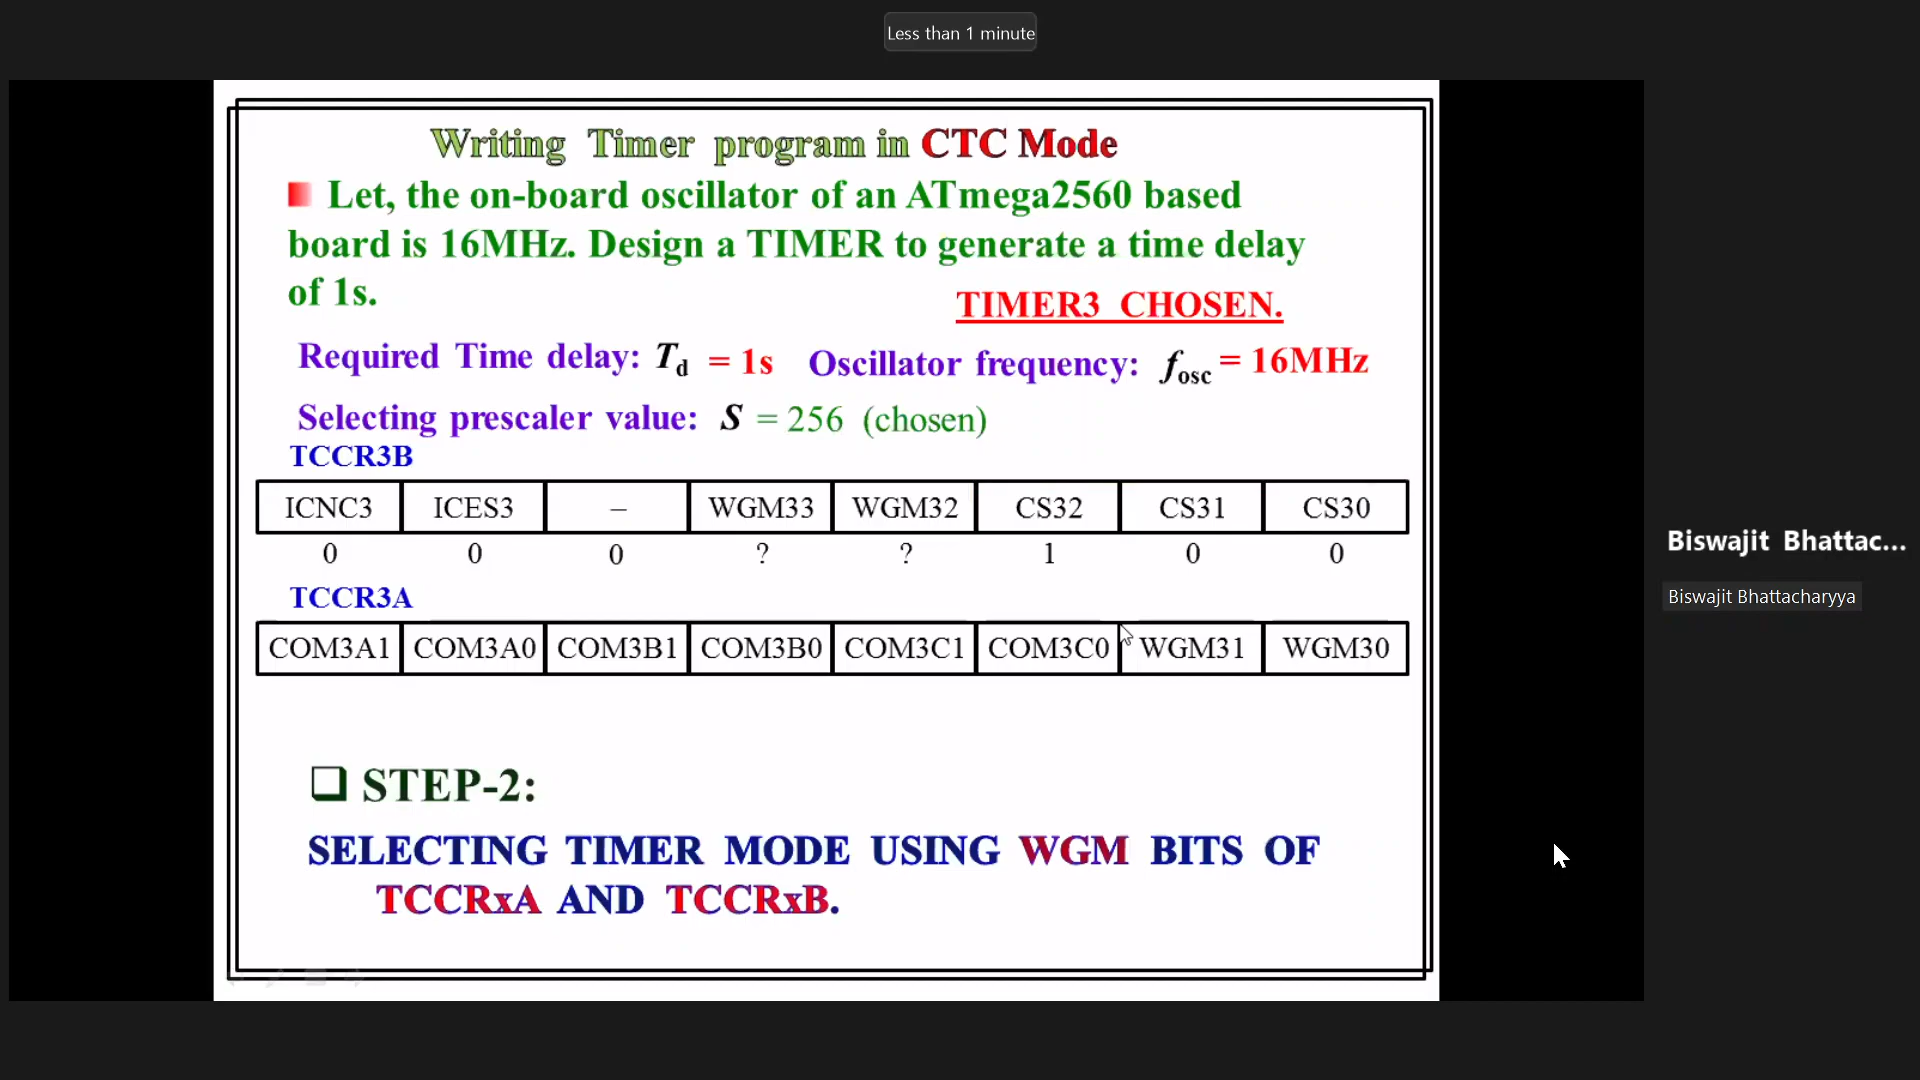 Less than 1 minute
Writing Timer program in CTC Mode
Let, the on-board oscillator of an ATmega2560 based
board is 16MHz. Design a TIMER to generate a time delay
of 1s.
TIMER3 CHOSEN.
Required Time delay: Td = 1s Oscillator frequency: fosc = 16MHz
Selecting prescaler value: S = 256 (chosen)
TCCR3B
ICNC3 ICES3 – WGM33 WGM32 CS32 CS31 CS30
0 0 0 ? ? 1 0 0
TCCR3A
COM3A1 COM3A0 COM3B1 COM3B0 COM3C1 COM3C0 WGM31 WGM30
❑ STEP-2:
SELECTING TIMER MODE USING WGM BITS OF
TCCRxA AND TCCRxB.
Biswajit Bhattac...
Biswajit Bhattacharyya